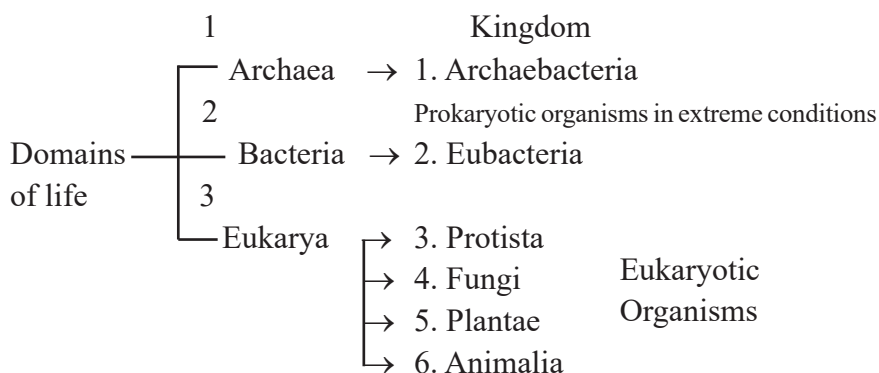 1 Kingdom
Archaea → 1. Archaebacteria
2 Prokaryotic organisms in extreme conditions
Domains Bacteria → 2. Eubacteria
of life 3
Eukarya → 3. Protista
→ 4. Fungi Eukaryotic
→ 5. Plantae Organisms
→ 6. Animalia